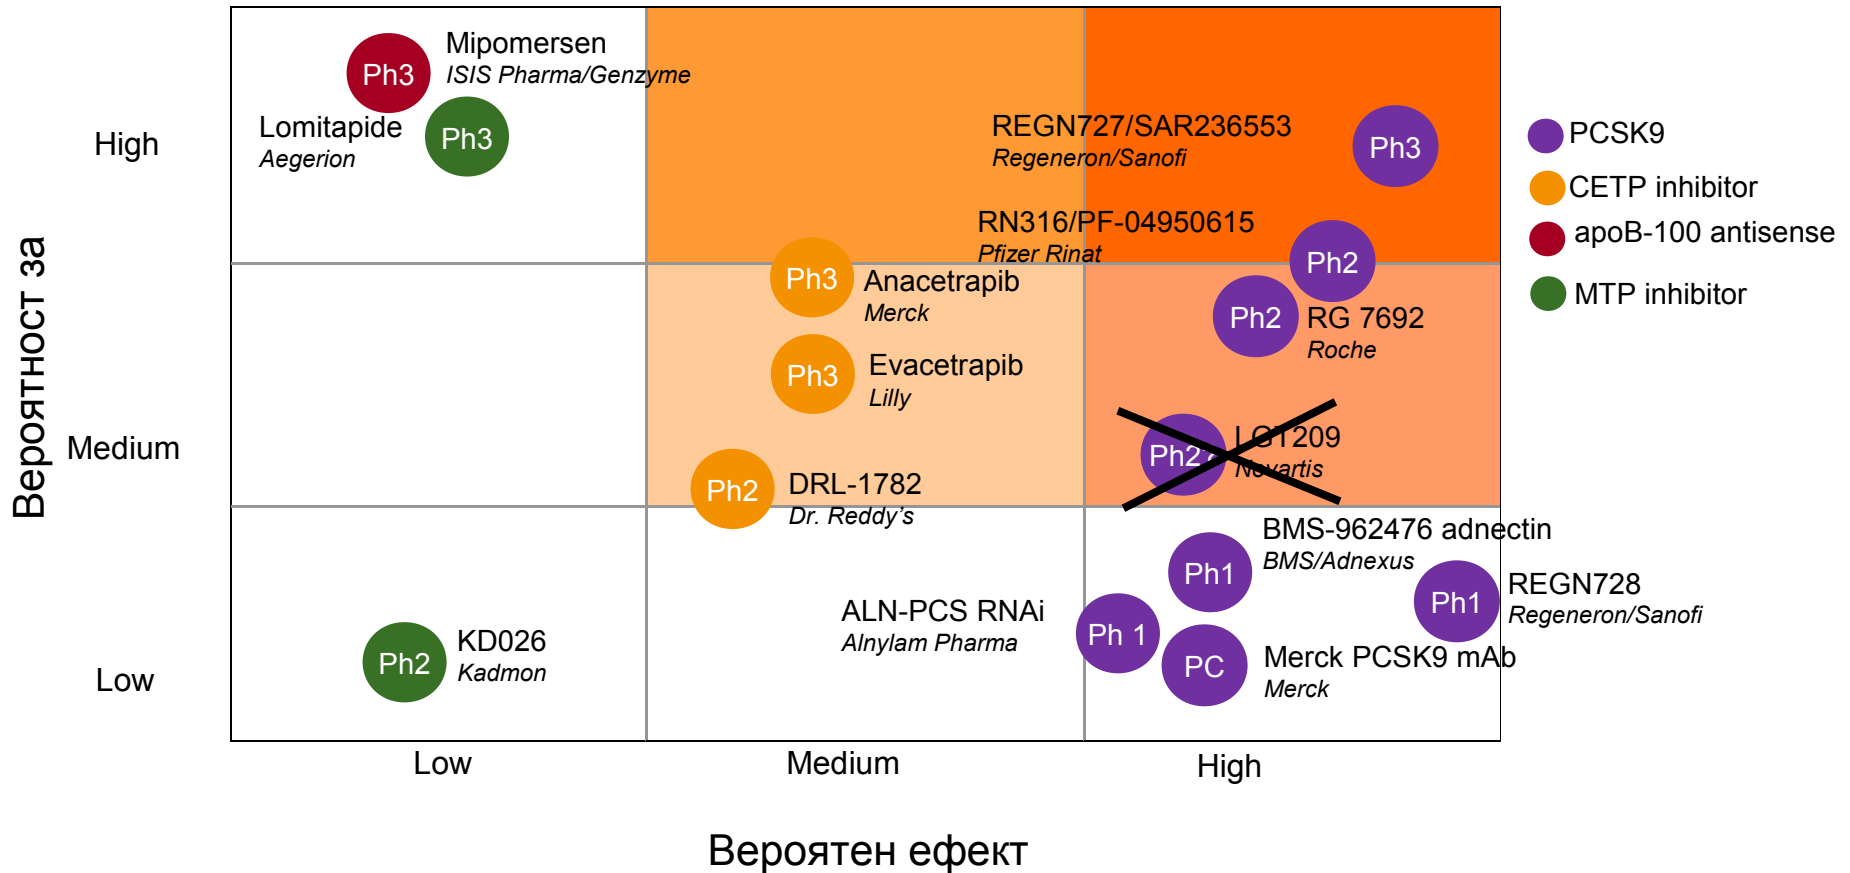 Mipomersen
ISIS Pharma/Genzyme
Ph3
Lomitapide
Aegerion
Ph3
REGN727/SAR236553
Regeneron/Sanofi
Ph3
RN316/PF-04950615
Pfizer Rinat
Ph2
Ph3
Anacetrapib
Merck
Ph2
RG 7692
Roche
Ph3
Evacetrapib
Lilly
Ph2
LGT209
Novartis
Ph2
DRL-1782
Dr. Reddy’s
BMS-962476 adnectin
BMS/Adnexus
Ph1
REGN728
Regeneron/Sanofi
Ph1
ALN-PCS RNAi
Alnylam Pharma
Ph 1
KD026
Kadmon
Ph2
PC
Merck PCSK9 mAb
Merck
High
Medium
Low
Вероятност за
Low
Medium
High
Вероятен ефект
PCSK9
CETP inhibitor
apoB-100 antisense
MTP inhibitor